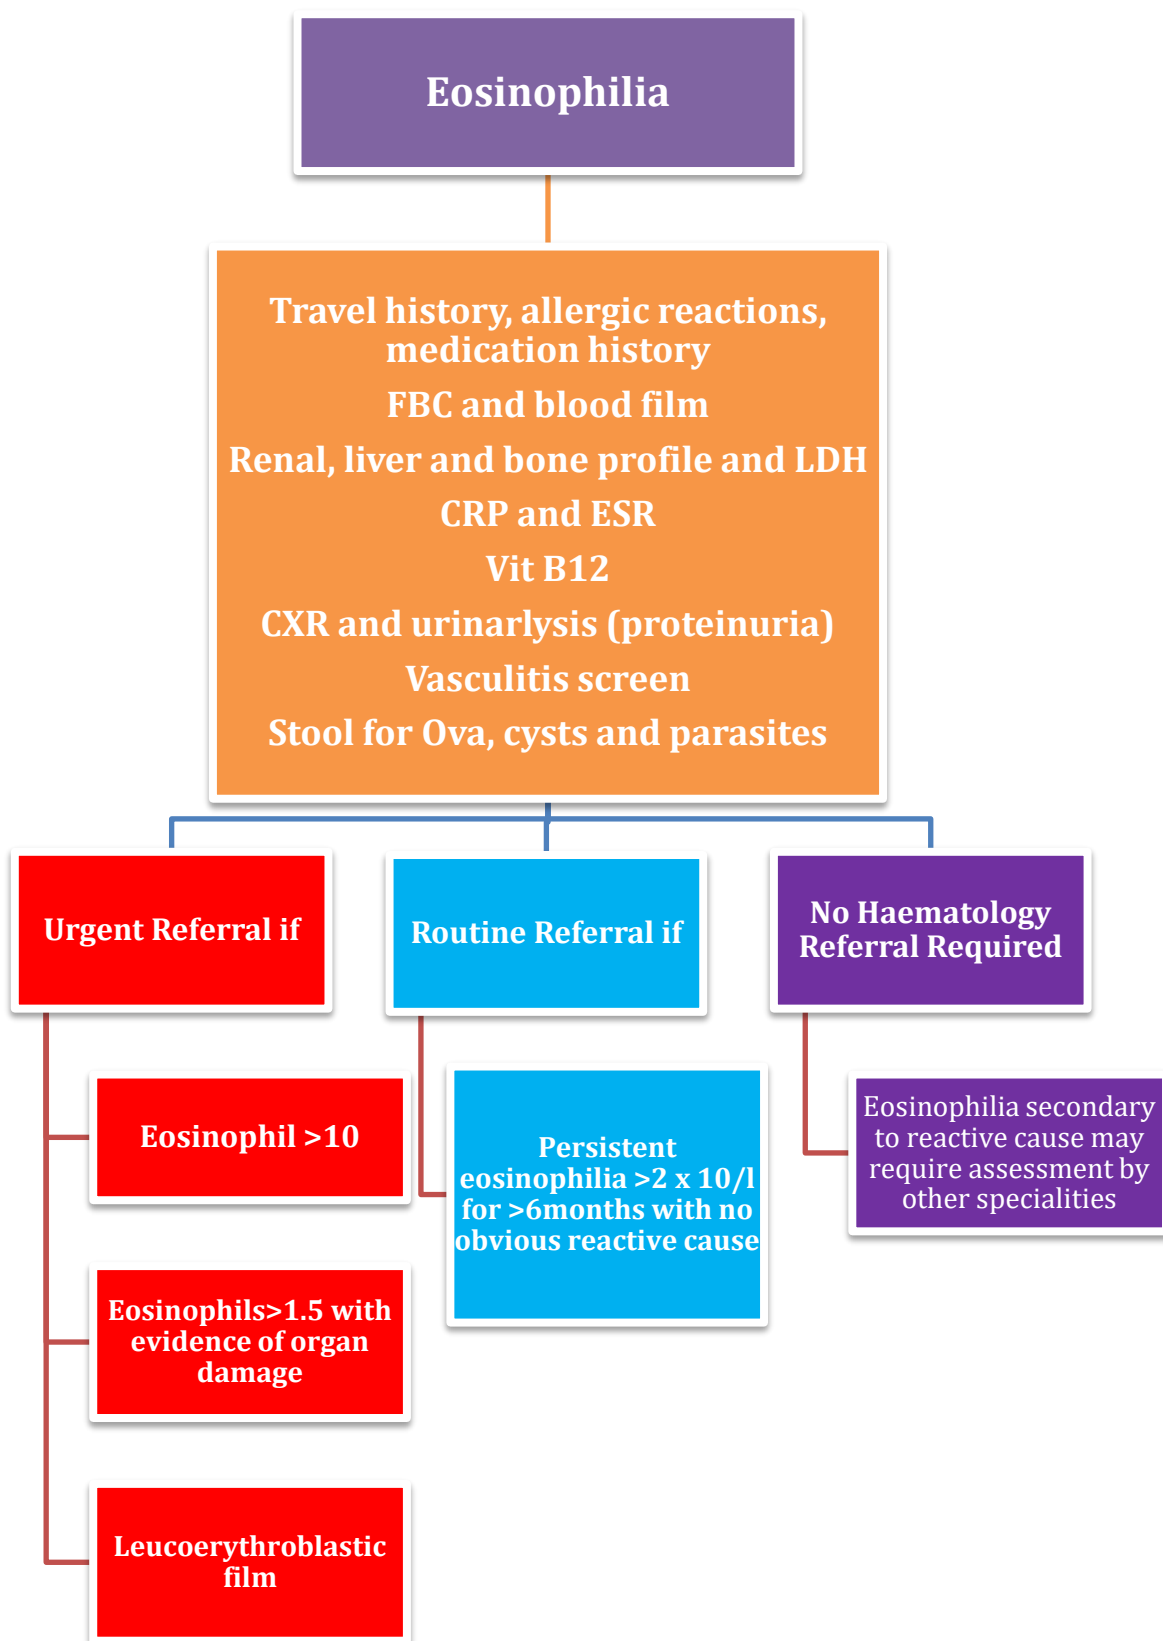 Eosinophilia
Travel history, allergic reactions,
medication history
FBC and blood film
Renal, liver and bone profile and LDH
CRP and ESR
Vit B12
CXR and urinarlysis (proteinuria)
Vasculitis screen
Stool for Ova, cysts and parasites
Urgent Referral if
Eosinophil >10
Eosinophils>1.5 with
evidence of organ
damage
Leucoerythroblastic
film
Routine Referral if
Persistent
eosinophilia >2 x 10/l
for >6months with no
obvious reactive cause
No Haematology
Referral Required
Eosinophilia secondary
to reactive cause may
require assessment by
other specialities